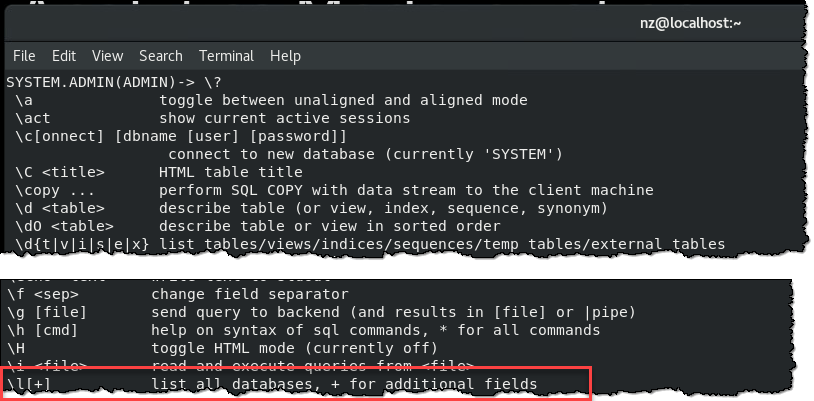 nz@localhost:~
File Edit View Search Terminal Help
SYSTEM.ADMIN(ADMIN)-> \?
\a toggle between unaligned and aligned mode
\act show current active sessions
\c[onnect] [dbname [user] [password]]
connect to new database (currently 'SYSTEM')
\C <title> HTML table title
\copy ... perform SQL COPY with data stream to the client machine
\d <table> describe table (or view, index, sequence, synonym)
\dO <table> describe table or view in sorted order
\d{t|v|i|s|e|x} list tables/views/indices/sequences/temp tables/external tables
\f <sep> change field separator
\g [file] send query to backend (and results in [file] or |pipe)
\h [cmd] help on syntax of sql commands, * for all commands
\H toggle HTML mode (currently off)
\i <file> read and execute queries from <file>
\l[+] list all databases, + for additional fields